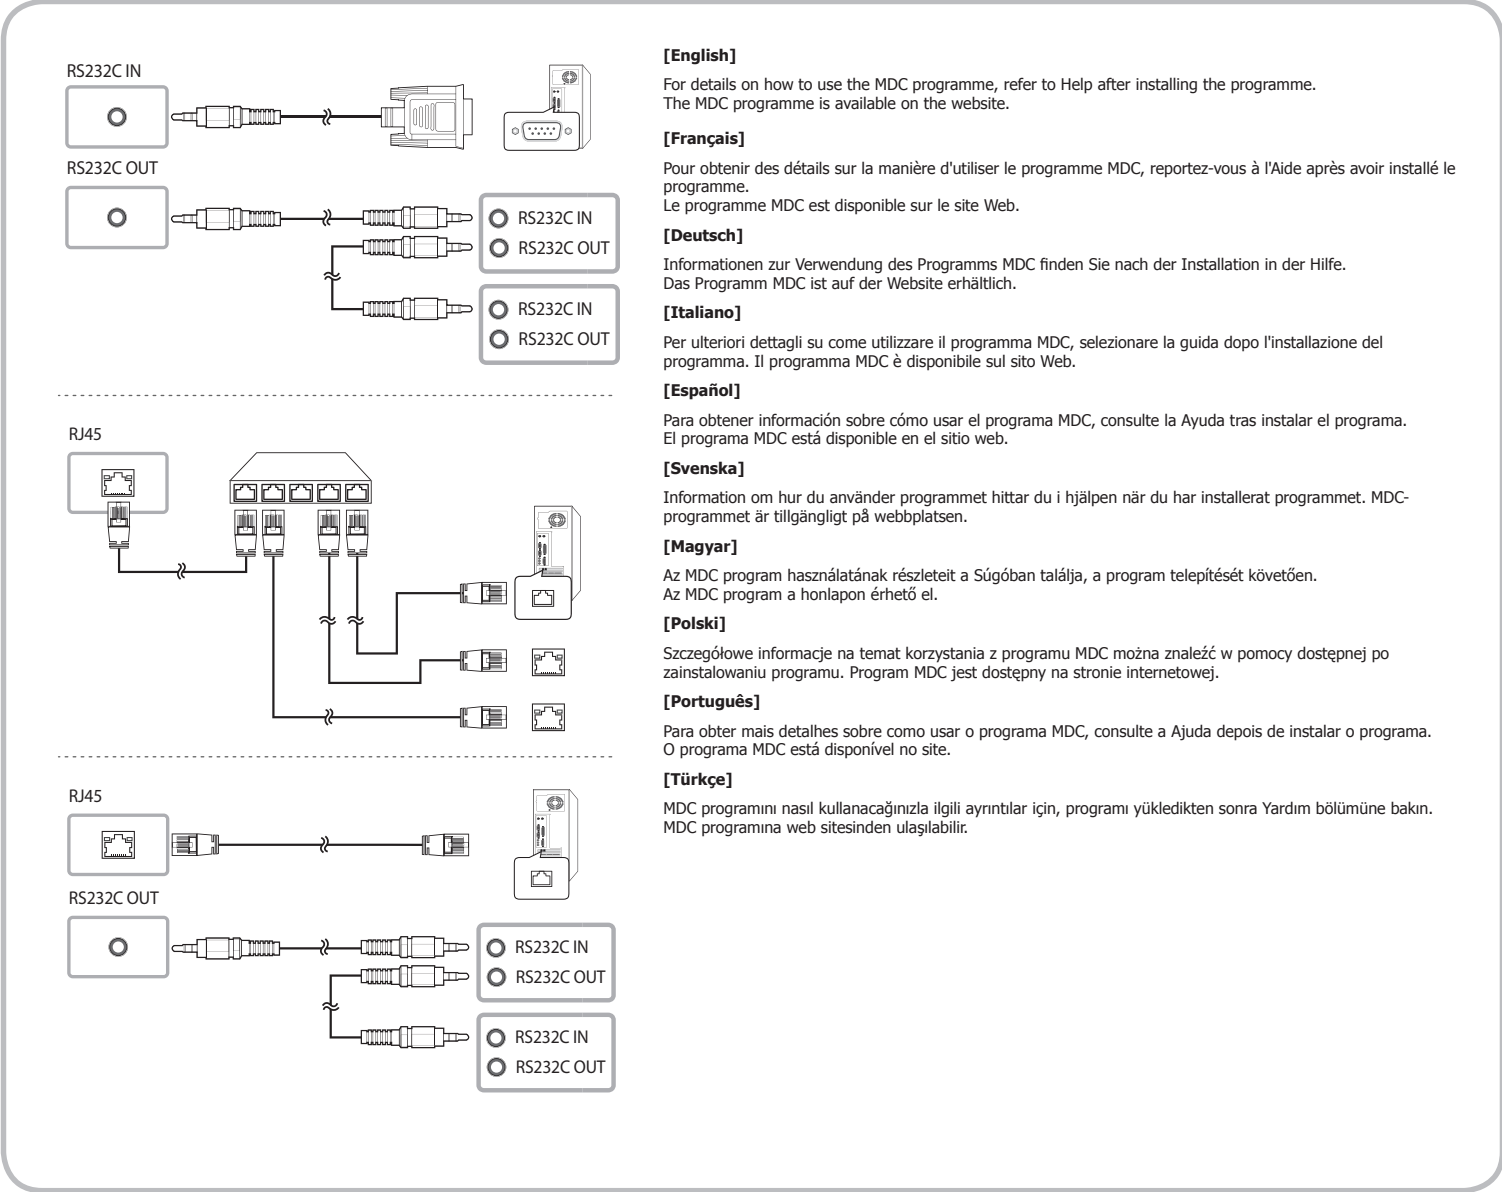 RS232C IN
RS232C OUT
RS232C IN
RS232C OUT
RS232C IN
RS232C OUT
RJ45
RJ45
RS232C OUT
RS232C IN
RS232C OUT
RS232C IN
RS232C OUT
[English]
For details on how to use the MDC programme, refer to Help after installing the programme.
The MDC programme is available on the website.
[Français]
Pour obtenir des détails sur la manière d'utiliser le programme MDC, reportez-vous à l'Aide après avoir installé le
programme.
Le programme MDC est disponible sur le site Web.
[Deutsch]
Informationen zur Verwendung des Programms MDC finden Sie nach der Installation in der Hilfe.
Das Programm MDC ist auf der Website erhältlich.
[Italiano]
Per ulteriori dettagli su come utilizzare il programma MDC, selezionare la guida dopo l'installazione del
programma. Il programma MDC è disponibile sul sito Web.
[Español]
Para obtener información sobre cómo usar el programa MDC, consulte la Ayuda tras instalar el programa.
El programa MDC está disponible en el sitio web.
[Svenska]
Information om hur du använder programmet hittar du i hjälpen när du har installerat programmet. MDC-
programmet är tillgängligt på webbplatsen.
[Magyar]
Az MDC program használatának részleteit a Súgóban találja, a program telepítését követően.
Az MDC program a honlapon érhető el.
[Polski]
Szczegółowe informacje na temat korzystania z programu MDC można znaleźć w pomocy dostępnej po
zainstalowaniu programu. Program MDC jest dostępny na stronie internetowej.
[Português]
Para obter mais detalhes sobre como usar o programa MDC, consulte a Ajuda depois de instalar o programa.
O programa MDC está disponível no site.
[Türkçe]
MDC programını nasıl kullanacağınızla ilgili ayrıntılar için, programı yükledikten sonra Yardım bölümüne bakın.
MDC programına web sitesinden ulaşılabilir.